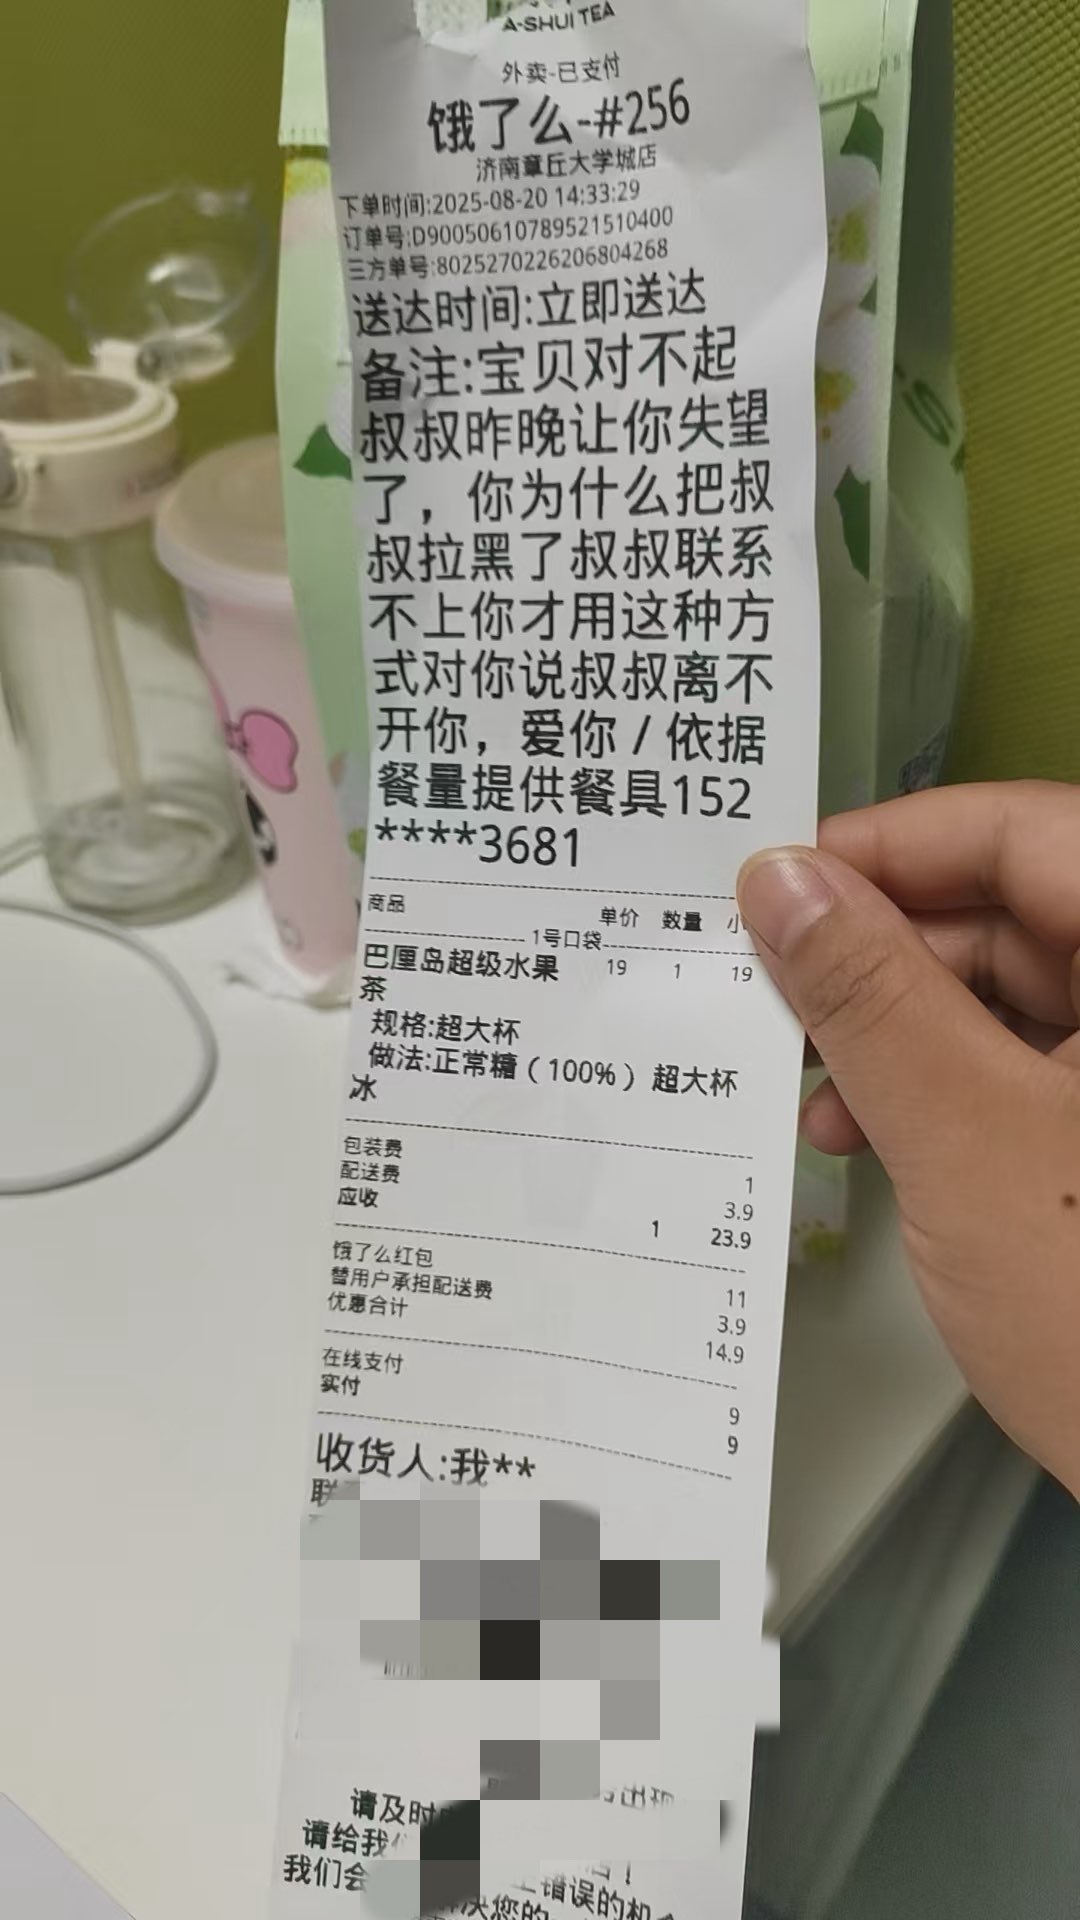 A-SHUI TEA
外卖-已支付
饿了么-#256
济南章丘大学城店
下单时间:2025-08-20 14:33:29
订单号:D90050610789521510400
三方单号:8025270226206804268
送达时间:立即送达
备注:宝贝对不起
叔叔昨晚让你失望
了，你为什么把叔
叔拉黑了叔叔联系
不上你才用这种方
式对你说叔叔离不
开你，爱你/依据
餐量提供餐具152
****3681
商品 单价 数量 小
1号口袋
巴厘岛超级水果 19 1 19
茶
规格:超大杯
做法:正常糖（100%）超大杯
冰
包装费 1
配送费 3.9
应收 1 23.9
饿了么红包 11
替用户承担配送费 3.9
优惠合计 14.9
在线支付 9
实付 9
收货人:我**
联
请及时
请给我们
我们会 错误的机会
决您的